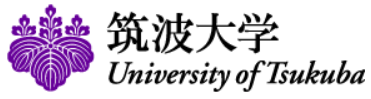 筑波大学
University of Tsukuba